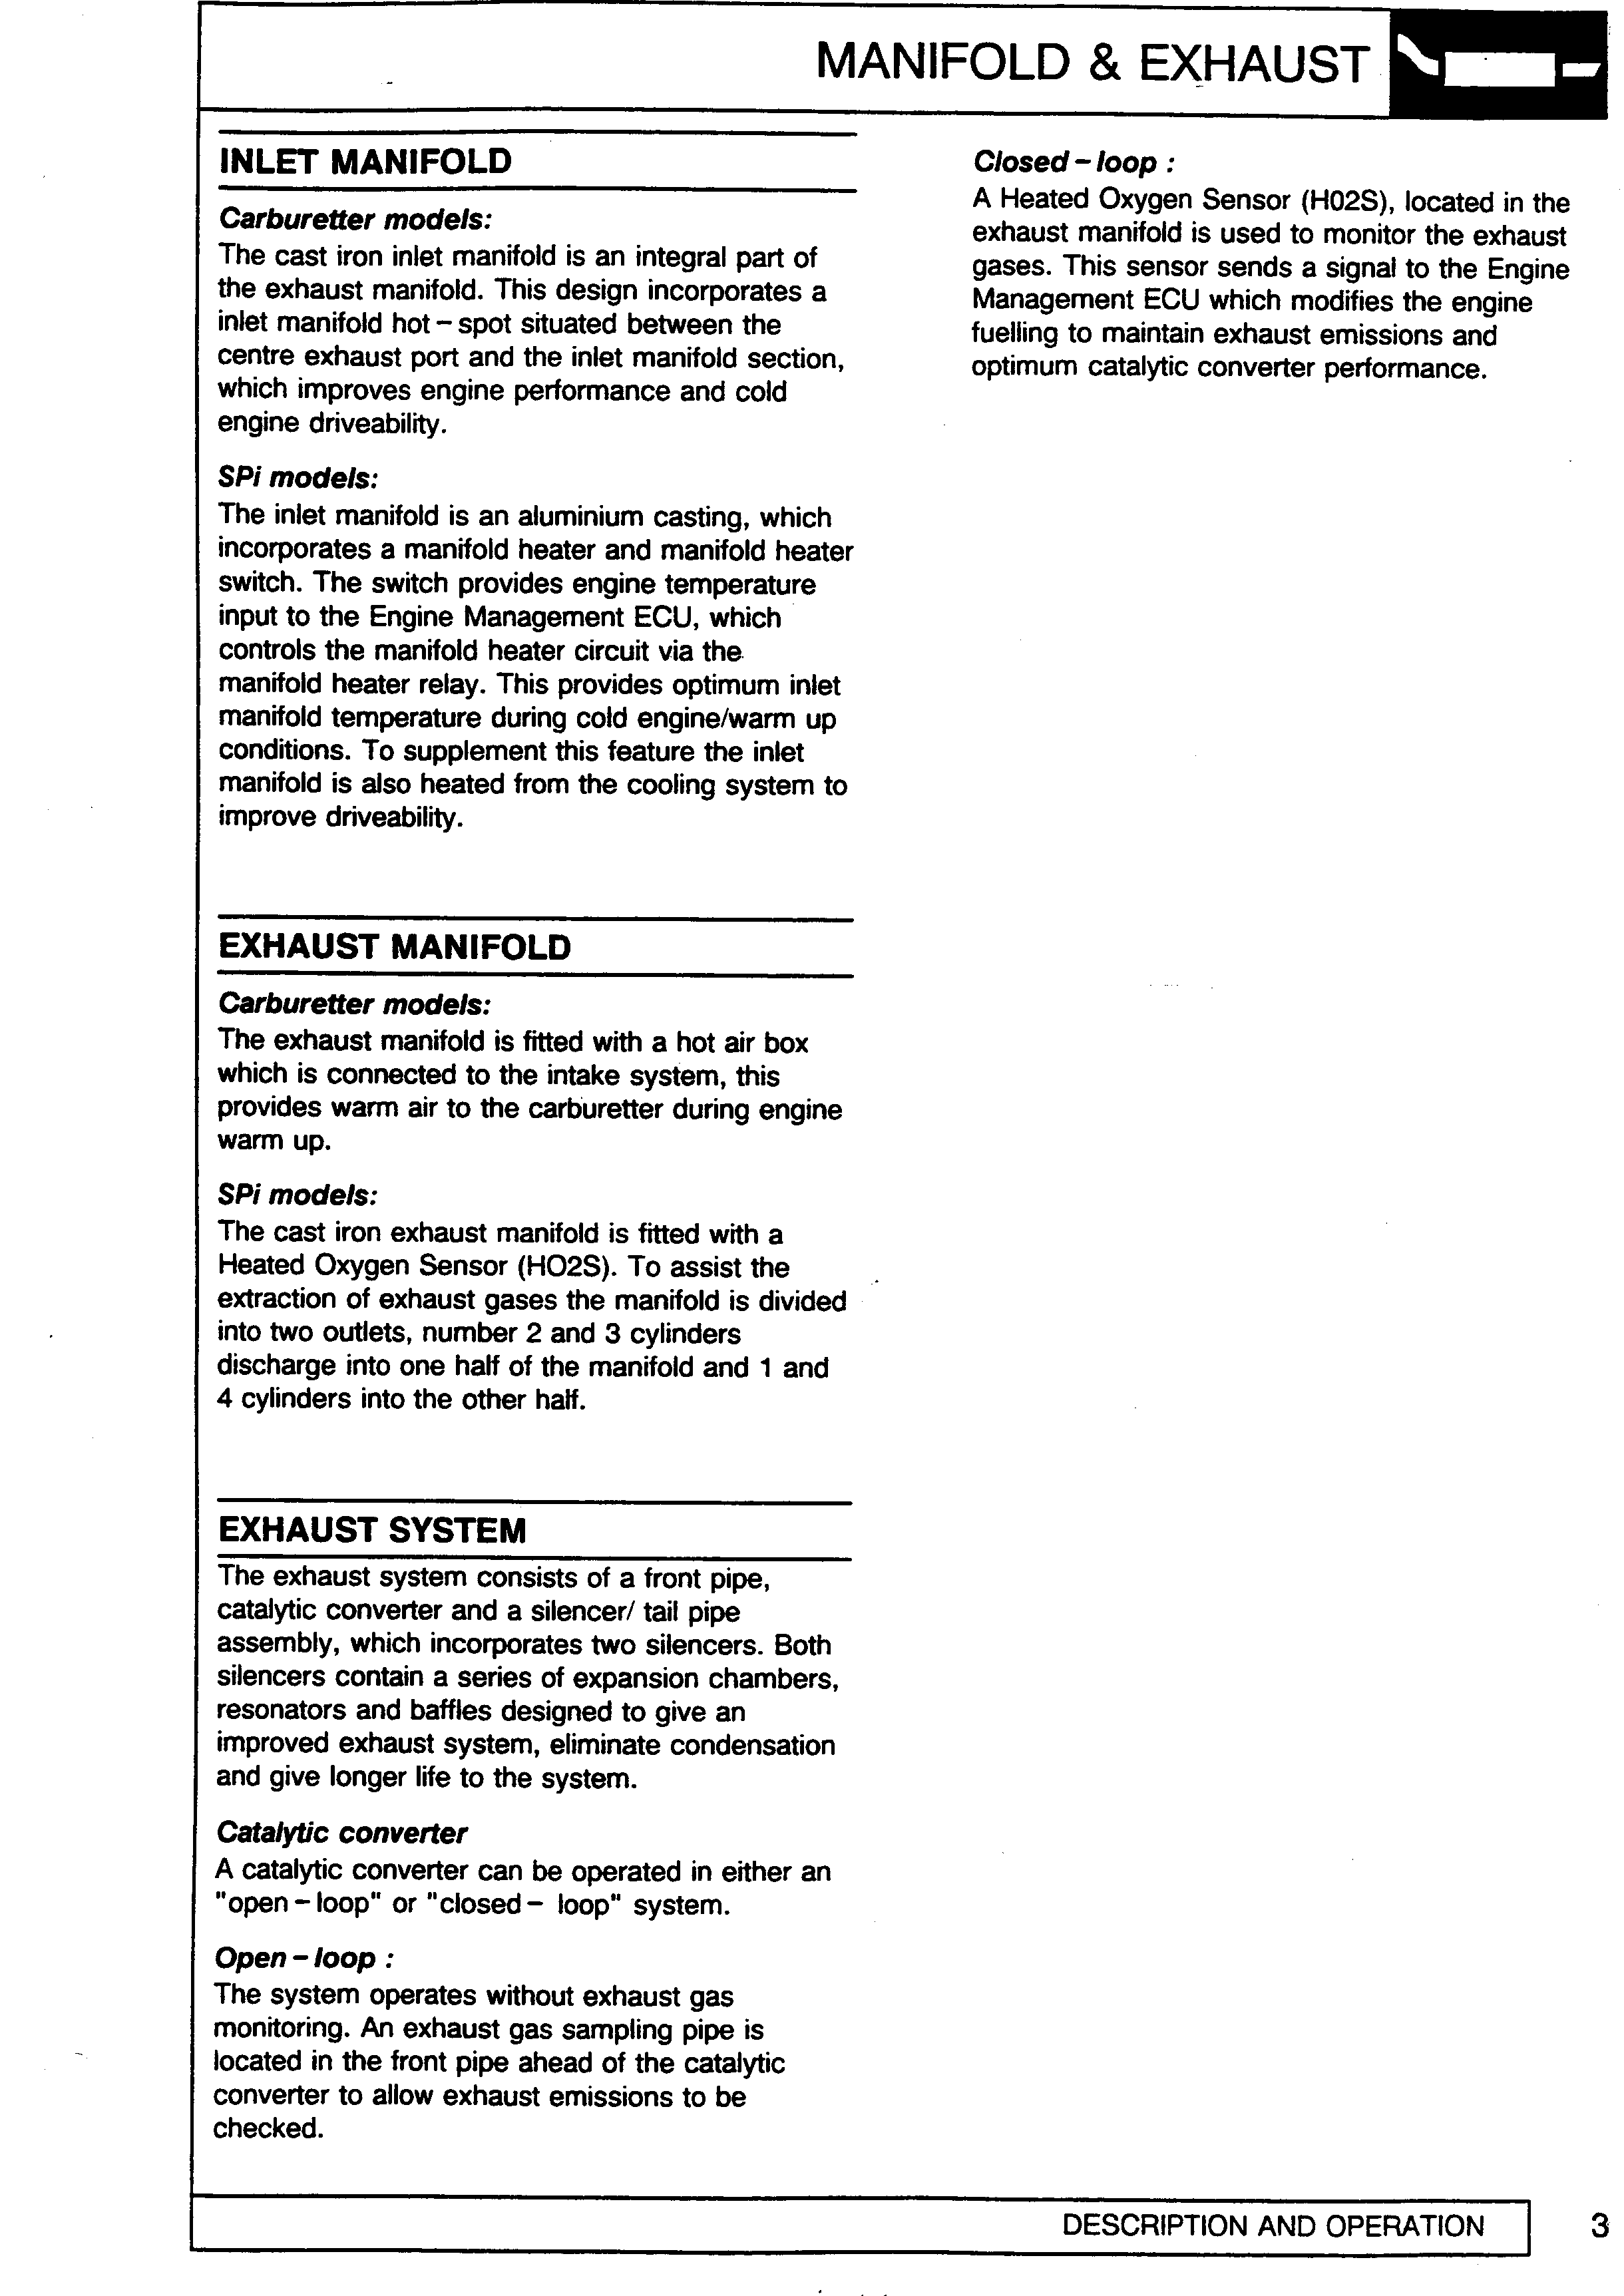 MANIFOLD & EXHAUST
INLET MANIFOLD
Carburetter models:
The cast iron inlet manifold is an integral part of
the exhaust manifold. This design incorporates a
inlet manifold hot – spot situated between the
centre exhaust port and the inlet manifold section,
which improves engine performance and cold
engine driveability.
SPi models:
The inlet manifold is an aluminium casting, which
incorporates a manifold heater and manifold heater
switch. The switch provides engine temperature
input to the Engine Management ECU, which
controls the manifold heater circuit via the
manifold heater relay. This provides optimum inlet
manifold temperature during cold engine/warm up
conditions. To supplement this feature the inlet
manifold is also heated from the cooling system to
improve driveability.
EXHAUST MANIFOLD
Carburetter models:
The exhaust manifold is fitted with a hot air box
which is connected to the intake system, this
provides warm air to the carburetter during engine
warm up.
SPi models:
The cast iron exhaust manifold is fitted with a
Heated Oxygen Sensor (HO2S). To assist the
extraction of exhaust gases the manifold is divided
into two outlets, number 2 and 3 cylinders
discharge into one half of the manifold and 1 and
4 cylinders into the other half.
EXHAUST SYSTEM
The exhaust system consists of a front pipe,
catalytic converter and a silencer/ tail pipe
assembly, which incorporates two silencers. Both
silencers contain a series of expansion chambers,
resonators and baffles designed to give an
improved exhaust system, eliminate condensation
and give longer life to the system.
Catalytic converter
A catalytic converter can be operated in either an
"open – loop" or "closed – loop" system.
Open – loop :
The system operates without exhaust gas
monitoring. An exhaust gas sampling pipe is
located in the front pipe ahead of the catalytic
converter to allow exhaust emissions to be
checked.
Closed – loop :
A Heated Oxygen Sensor (H02S), located in the
exhaust manifold is used to monitor the exhaust
gases. This sensor sends a signal to the Engine
Management ECU which modifies the engine
fuelling to maintain exhaust emissions and
optimum catalytic converter performance.
DESCRIPTION AND OPERATION
3